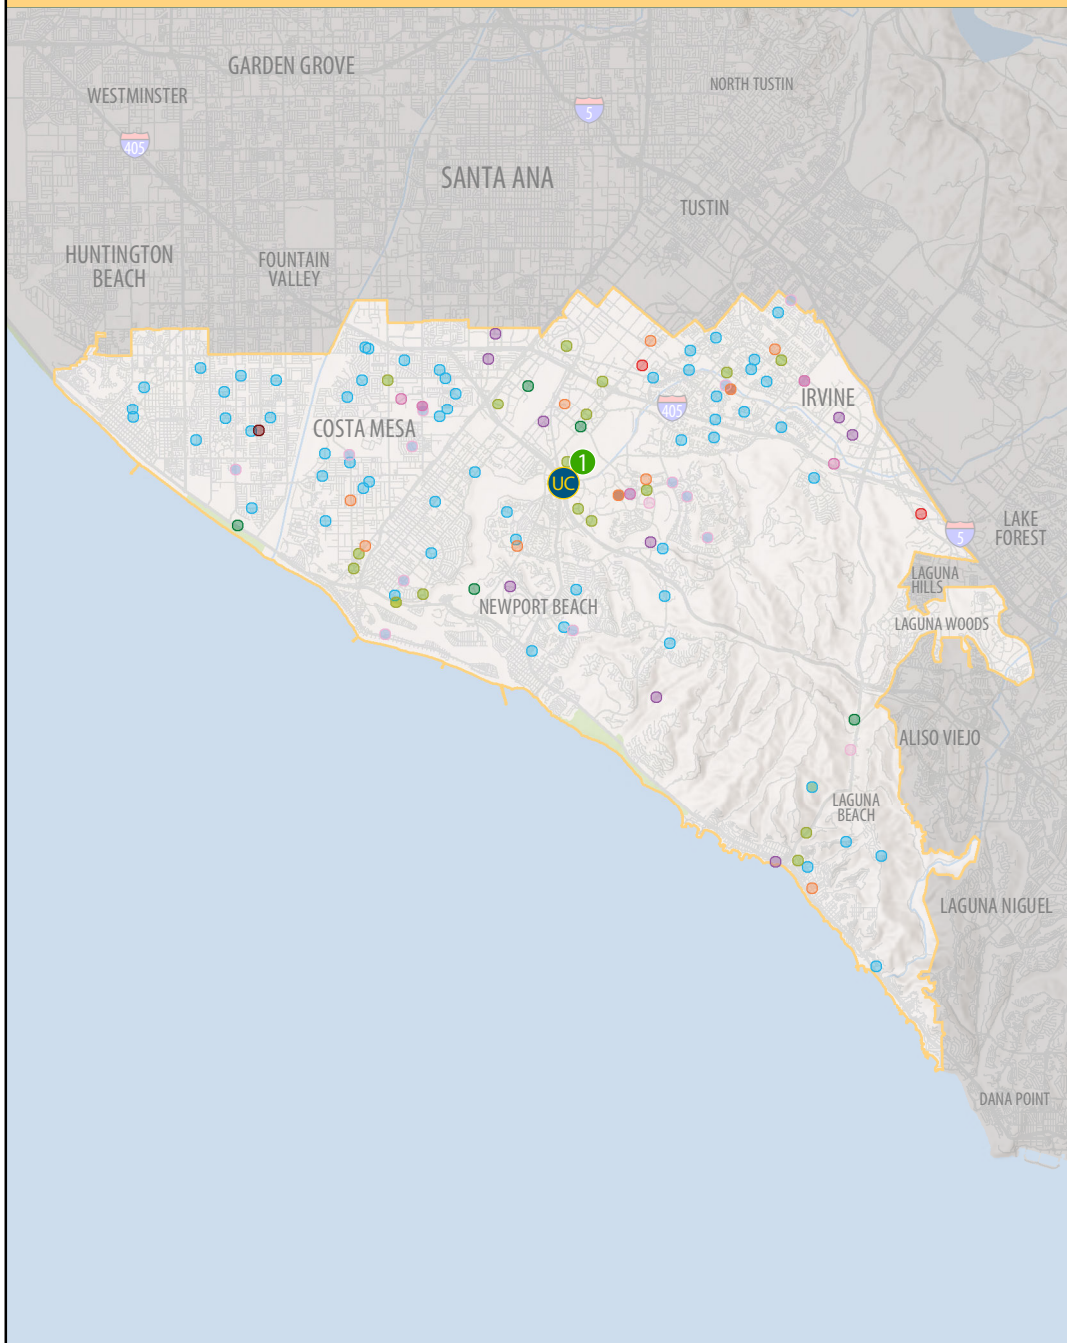 GARDEN GROVE
NORTH TUSTIN
WESTMINSTER
5
405
SANTA ANA
TUSTIN
HUNTINGTON
BEACH
FOUNTAIN
VALLEY
IRVINE
405
COSTA MESA
1
UC
LAKE
FOREST
5
LAGUNA
HILLS
NEWPORT BEACH
LAGUNA WOODS
ALISO VIEJO
LAGUNA
BEACH
LAGUNA NIGUEL
DANA POINT